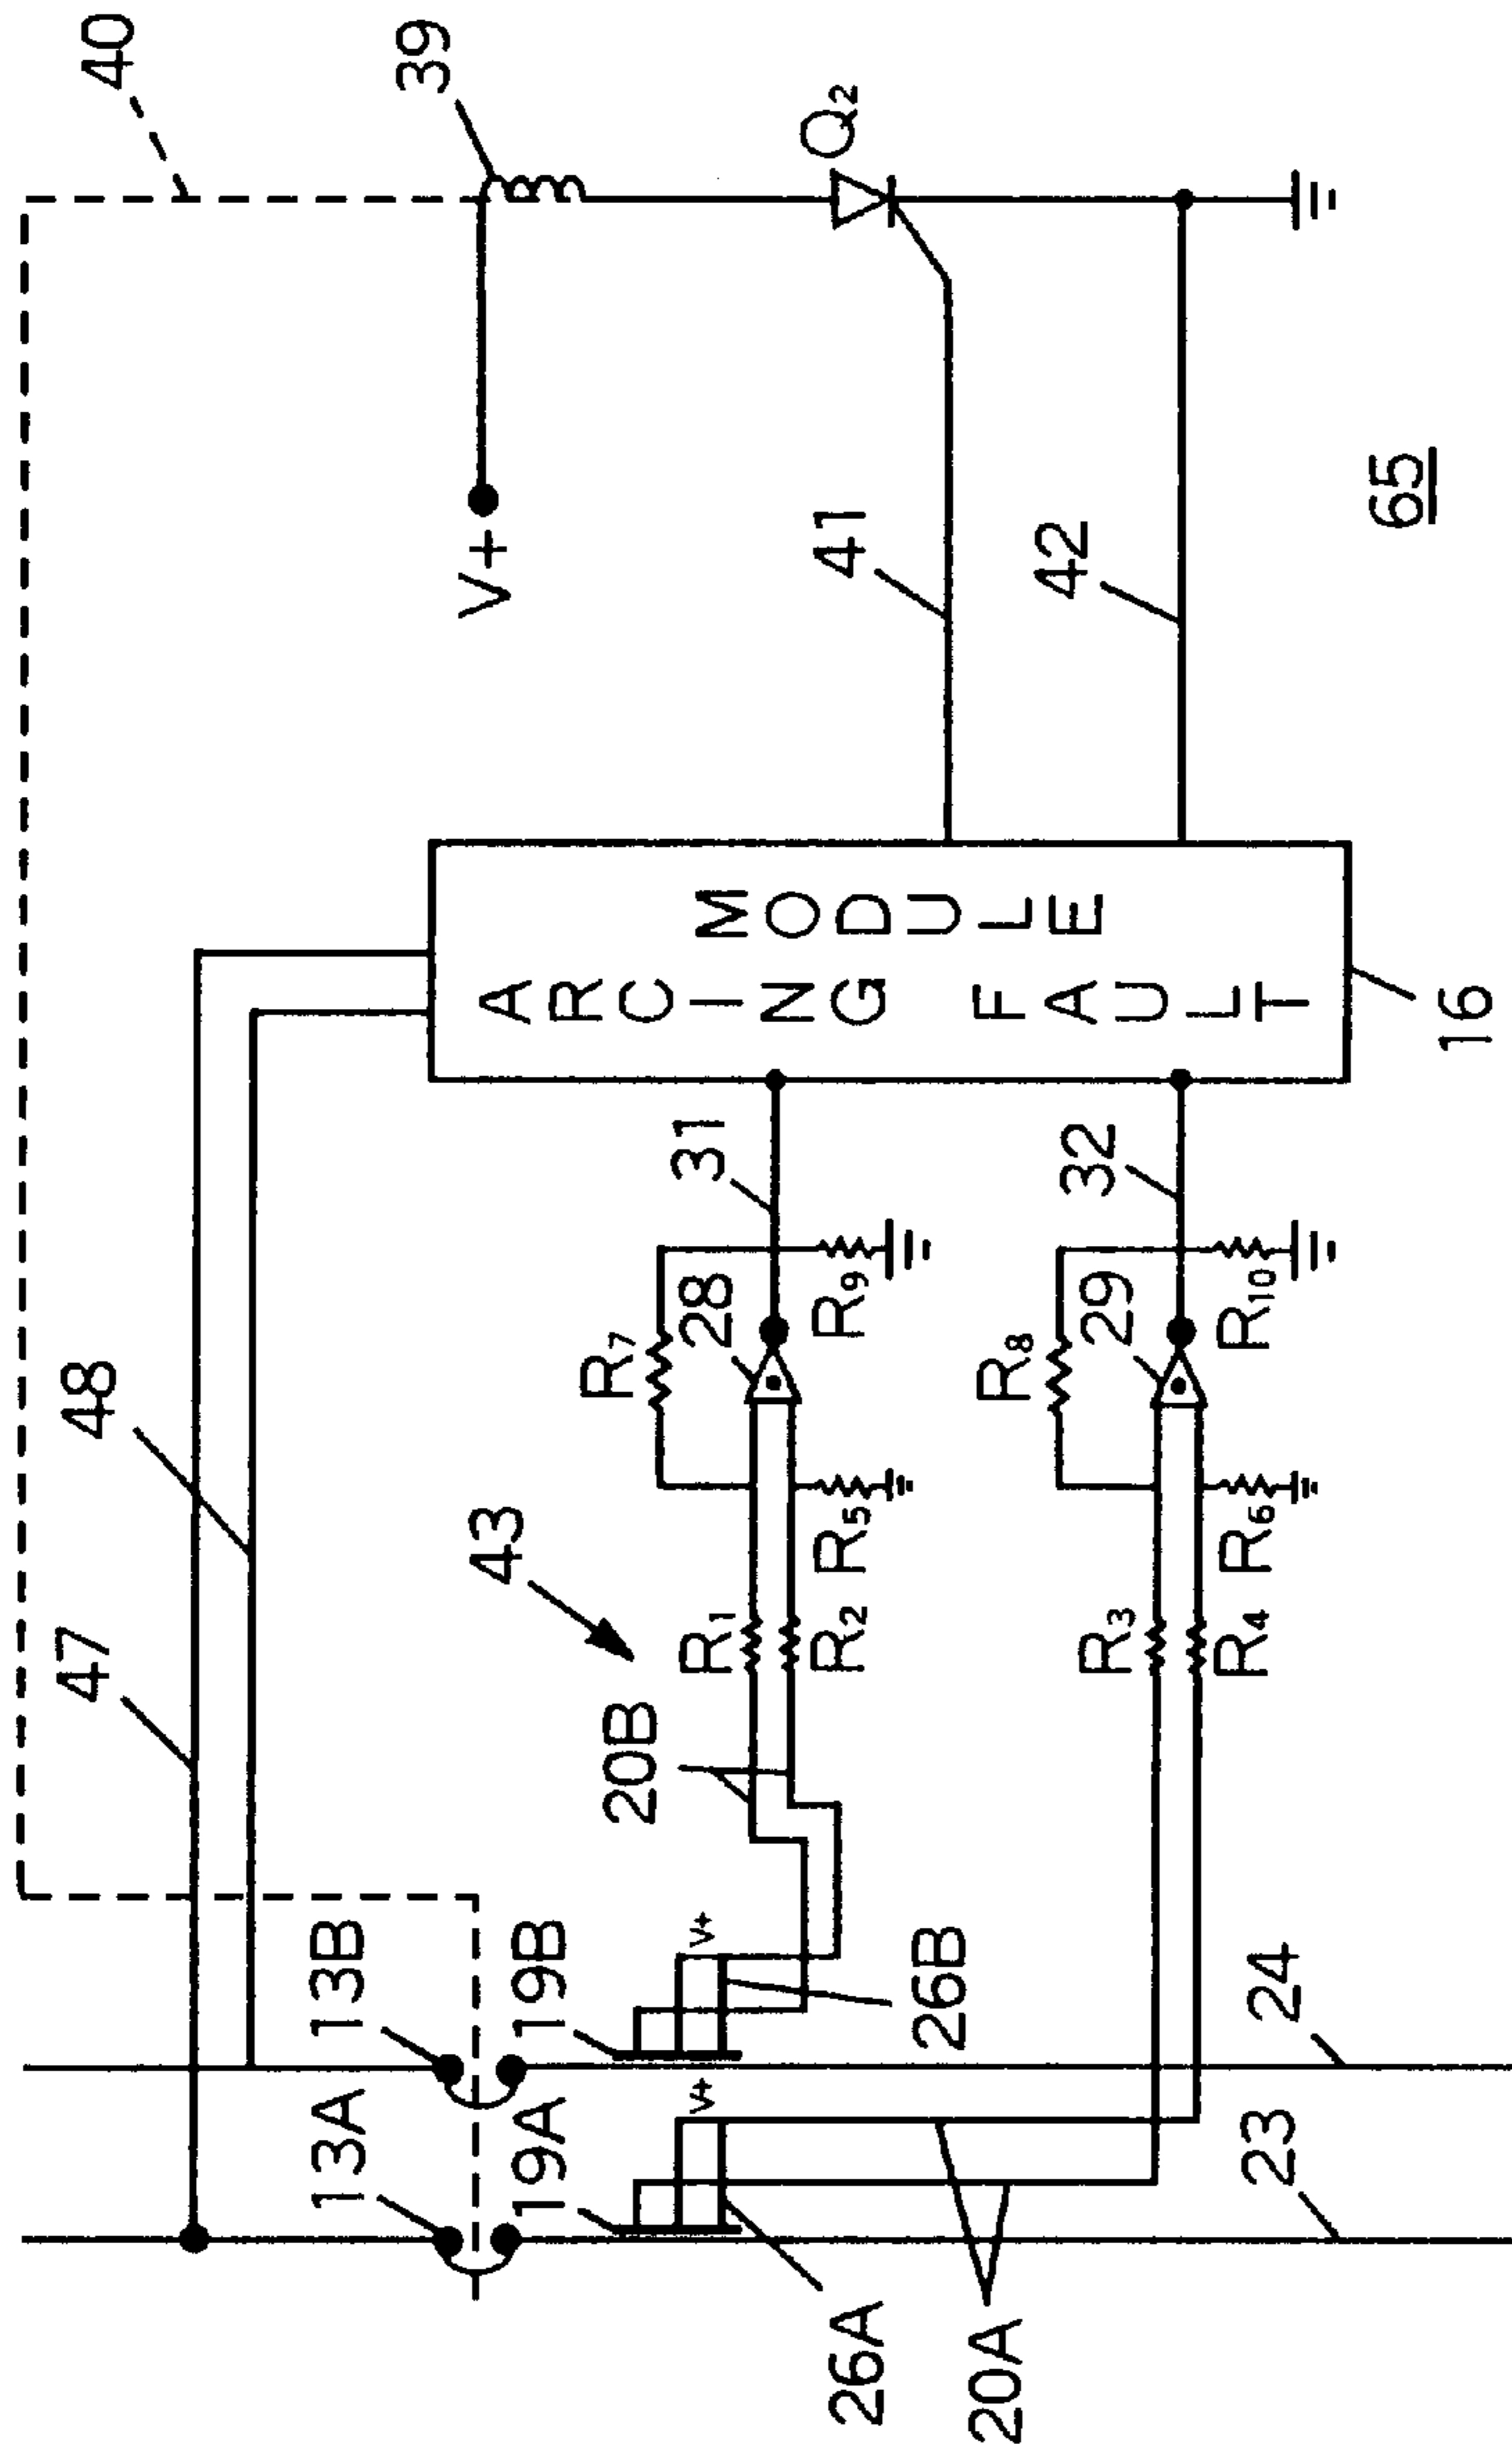 40
39
47
48
13A
13B
V+
Q₂
43
19A
19B
V+
V+
20B
R₁
R₂
R₇
28
31
R₅
R₉
ARCING FAULT
MODULE
41
42
26A
26B
20A
R₃
R₄
R₈
29
32
R₆
R₁₀
23
24
16
65